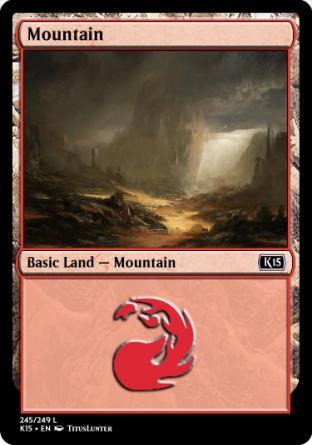 Mountain
Basic Land — Mountain
K15
245/249 L
K15 • EN TitusLunter